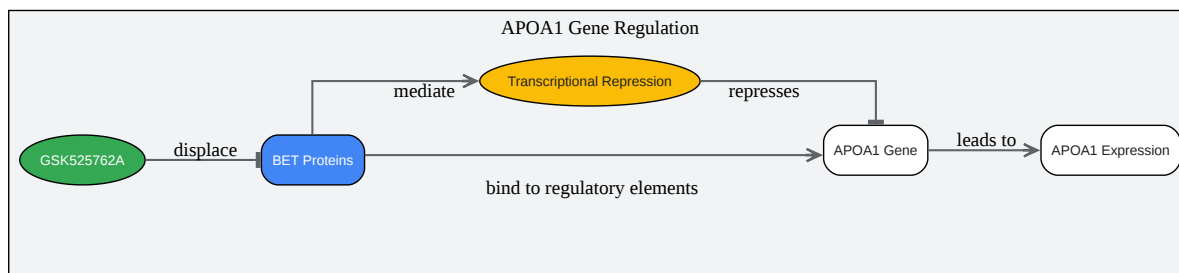 APOA1 Gene Regulation
Transcriptional Repression
mediate
represses
displace
leads to
GSK525762A
BET Proteins
APOA1 Gene
APOA1 Expression
bind to regulatory elements